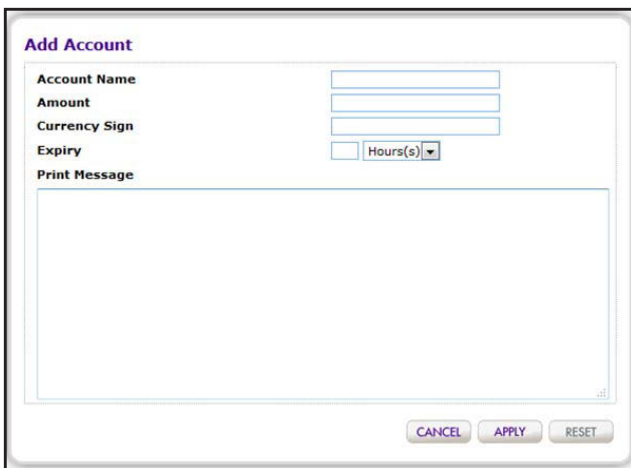 Add Account
Account Name
Amount
Currency Sign
Expiry Hours(s)
Print Message
CANCEL APPLY RESET